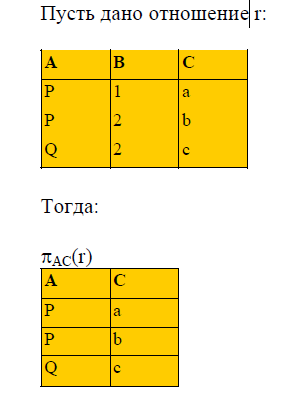 Пусть дано отношение r:
A B C
P 1 a
P 2 b
Q 2 c
Тогда:
πAC(r)
A C
P a
P b
Q c